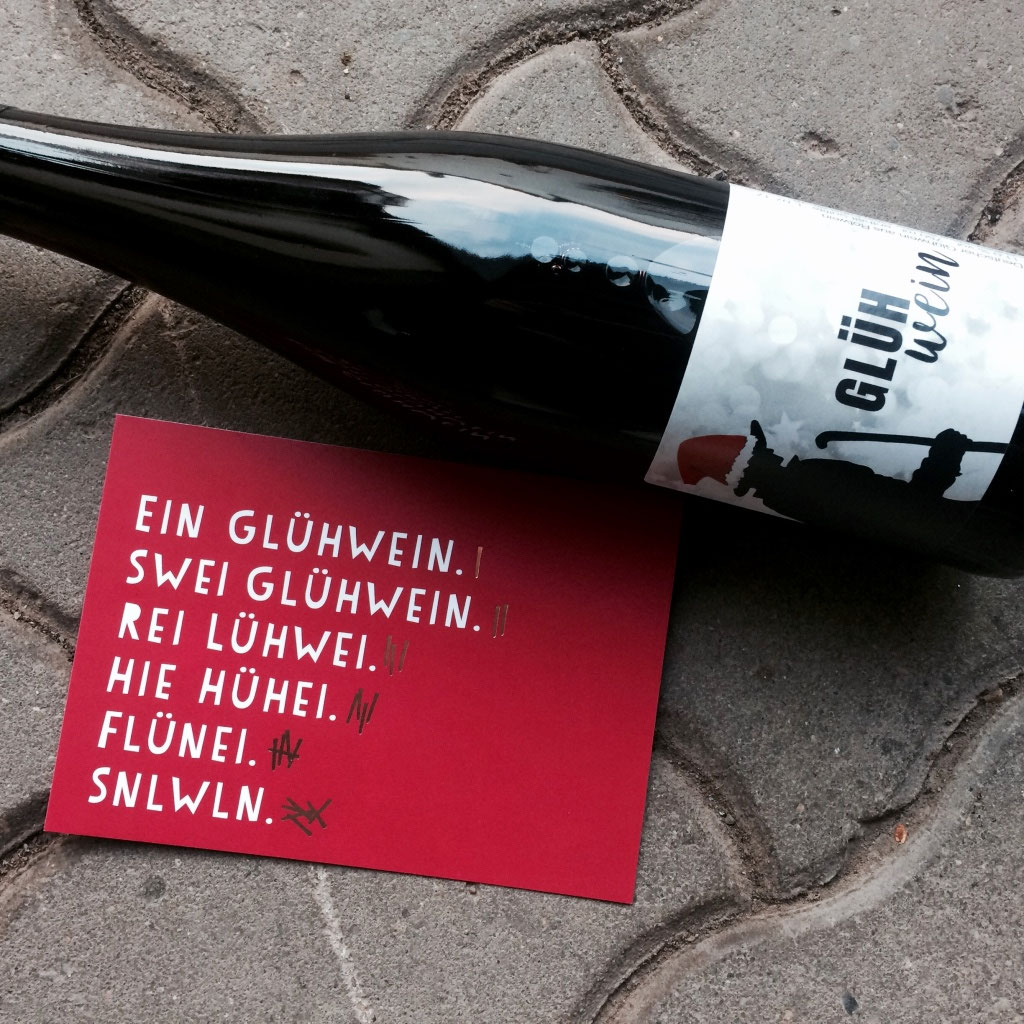 GLÜH
wein
EIN GLÜHWEIN.
SWEI GLÜHWEIN.
REI LÜHWEI.
HIE HÜHEI.
FLÜNEI.
SNLWLN.